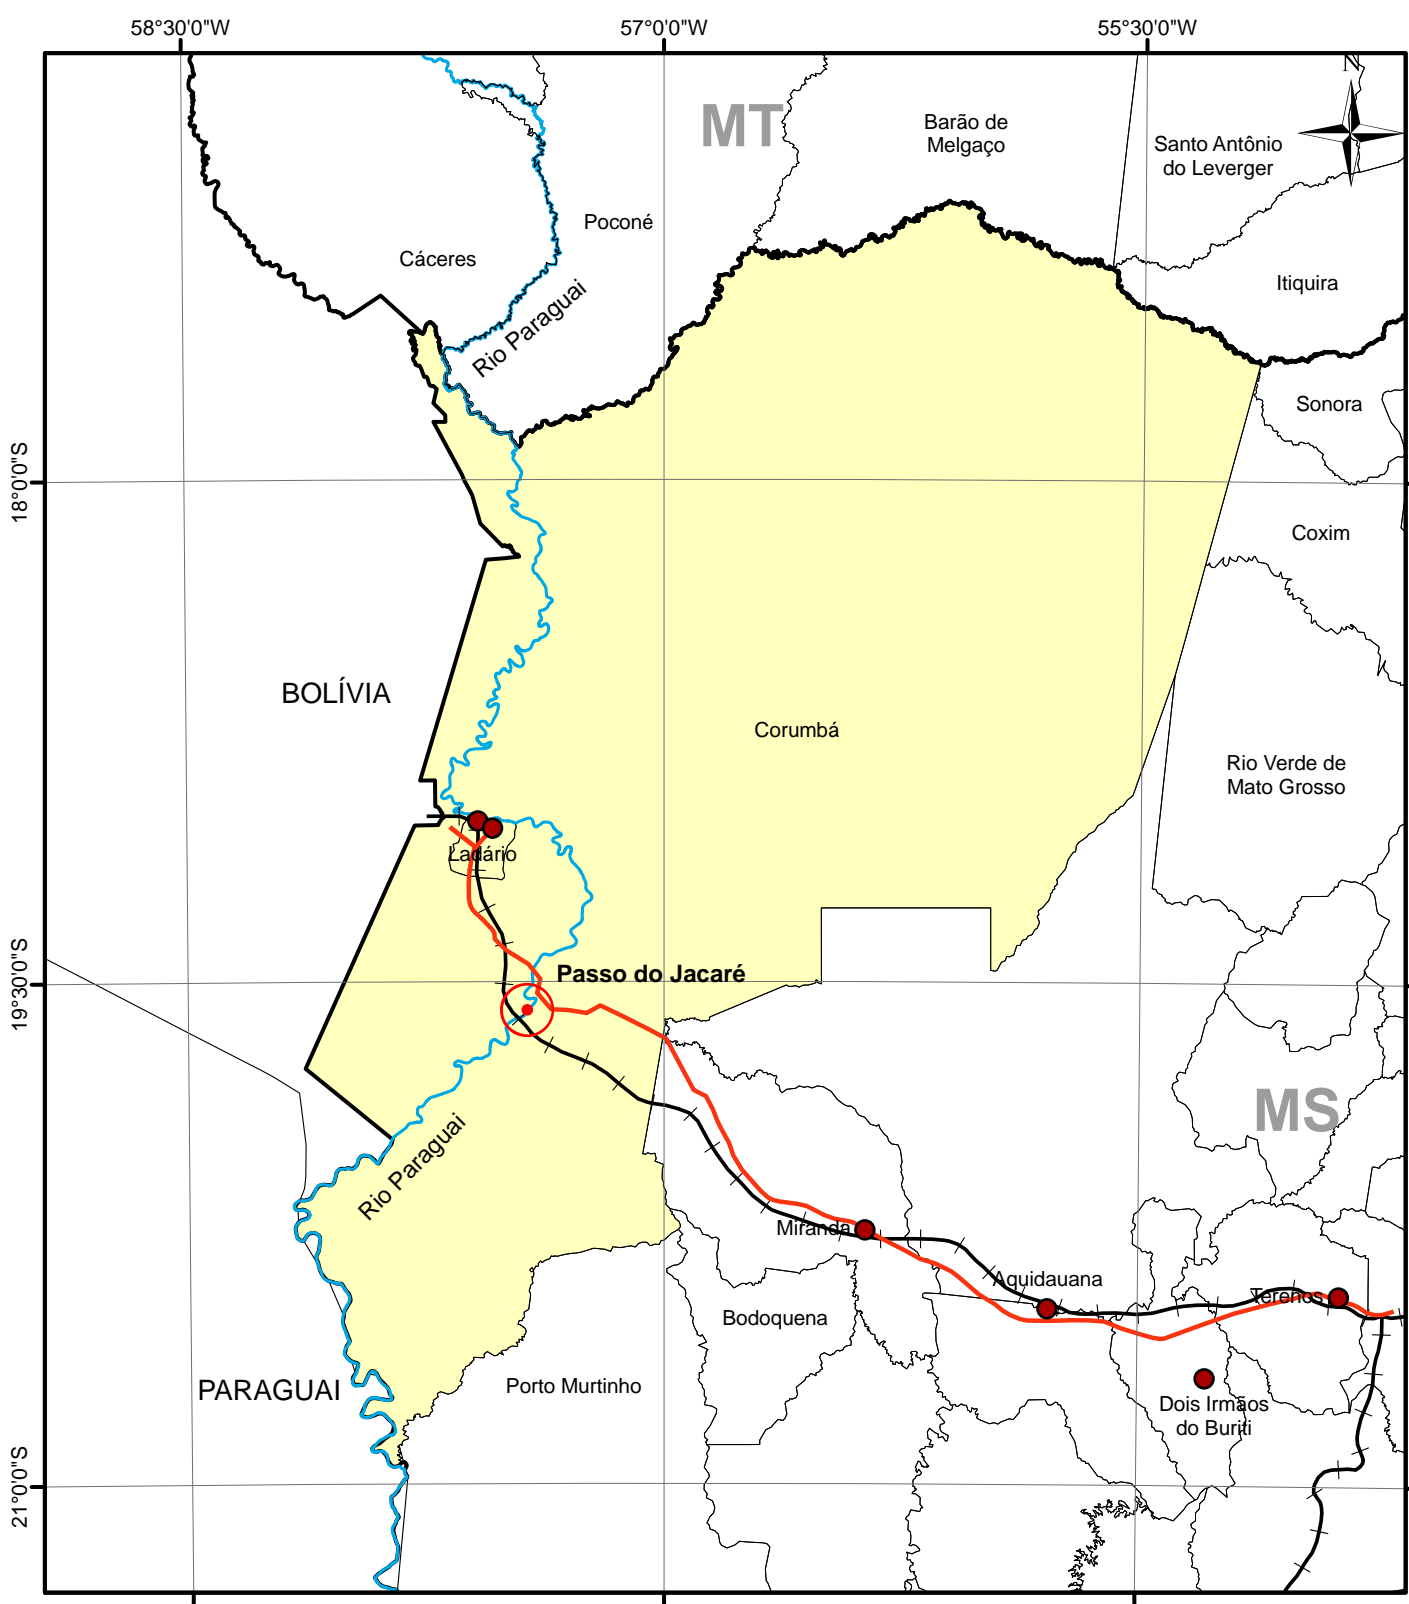 58°30'0"W
57°0'0"W
55°30'0"W
N
MT
Barão de
Melgaço
Santo Antônio
do Leverger
Poconé
Cáceres
Itiquira
Rio Paraguai
Sonora
18°0'0"S
Coxim
BOLÍVIA
Corumbá
Rio Verde de
Mato Grosso
Ladário
19°30'0"S
Passo do Jacaré
MS
Rio Paraguai
Miranda
Aquidauana
Terenos
Bodoquena
PARAGUAI
Porto Murtinho
Dois Irmãos
do Buriti
21°0'0"S